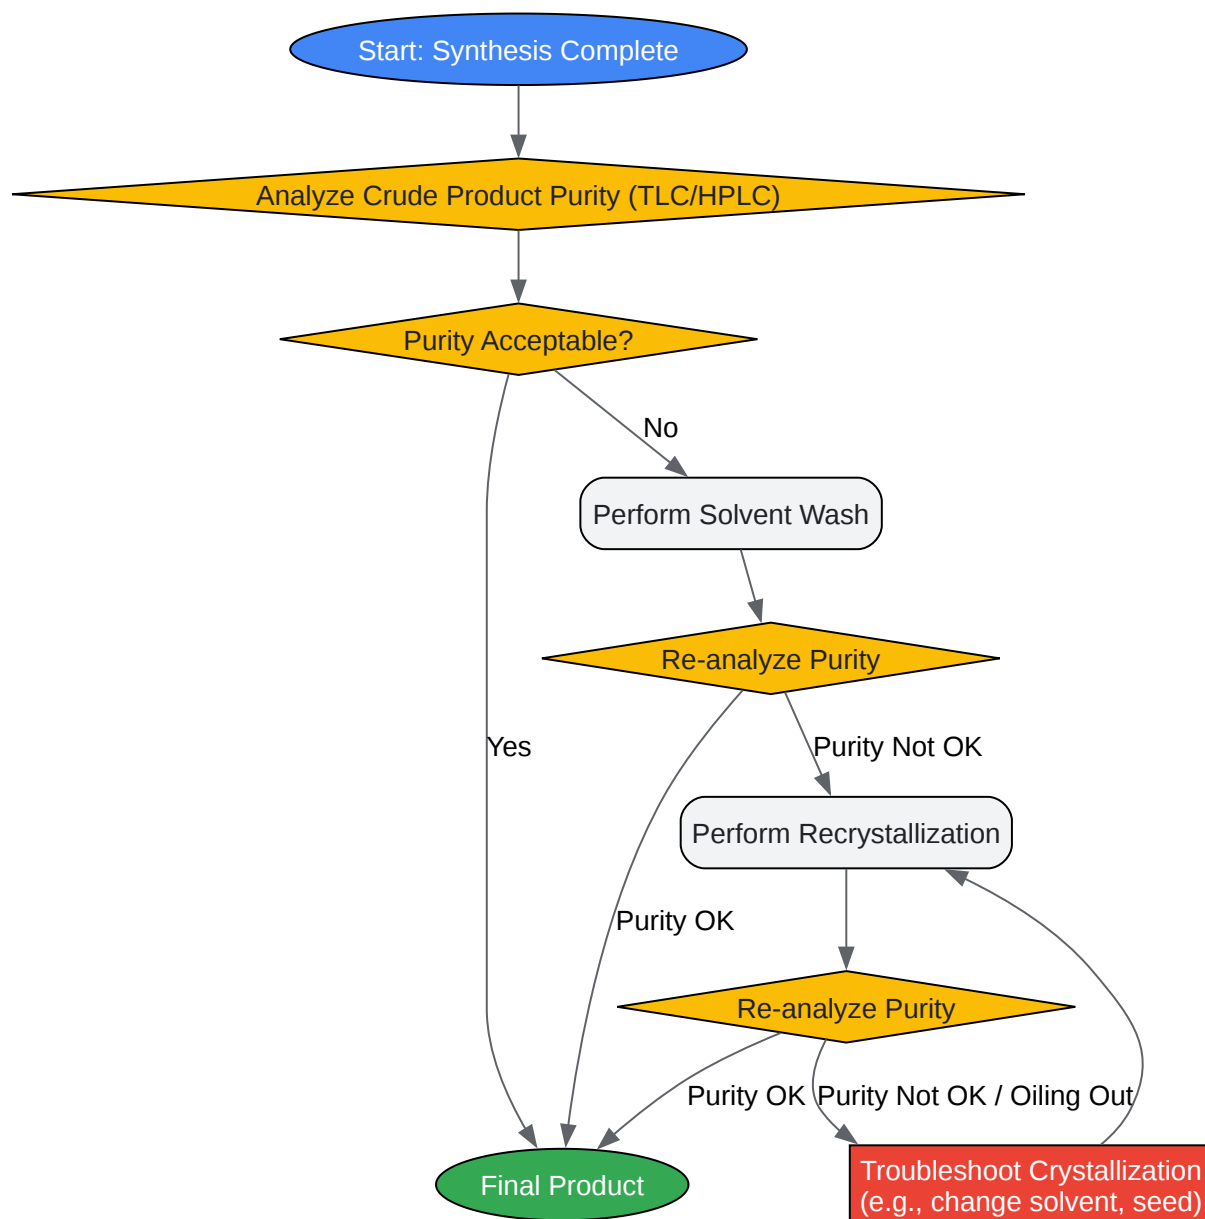 Start: Synthesis Complete
Analyze Crude Product Purity (TLC/HPLC)
Purity Acceptable?
No
Perform Solvent Wash
Re-analyze Purity
Yes
Purity Not OK
Perform Recrystallization
Purity OK
Re-analyze Purity
Purity OK
Purity Not OK / Oiling Out
Final Product
Troubleshoot Crystallization
(e.g., change solvent, seed)